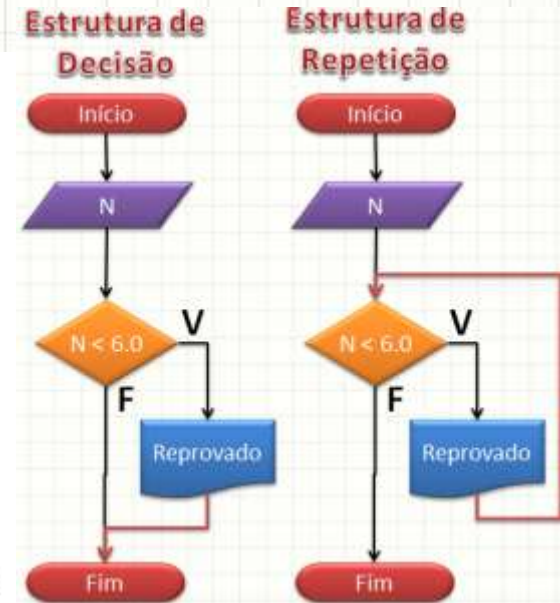 Estrutura de
Decisão
Início
N
N < 6.0
V
F
Reprovado
Fim
Estrutura de
Repetição
Início
N
N < 6.0
V
F
Reprovado
Fim